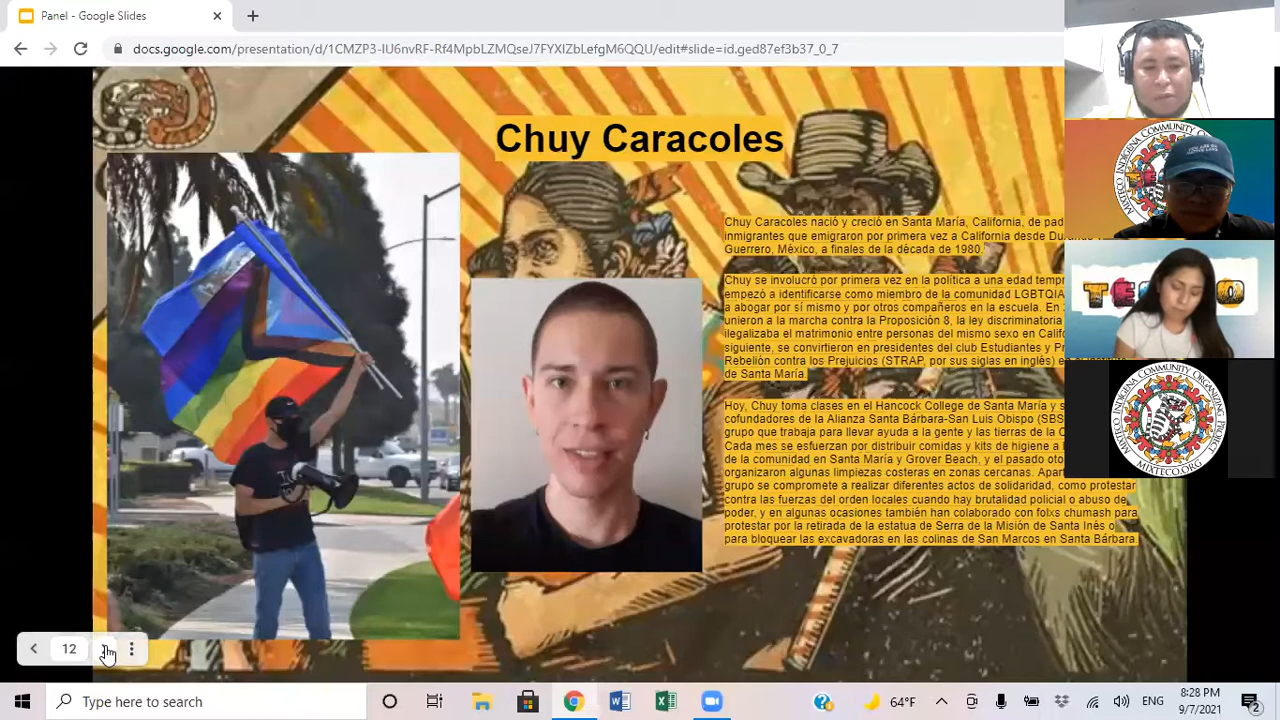 Panel - Google Slides
docs.google.com/presentation/d/1CMZP3-IU6nvRF-Rf4MpbLZMQseJ7FYXIZbLefgM6QQU/edit#slide=id.ged87ef3b37_0_7
Chuy Caracoles
Chuy Caracoles nació y creció en Santa María, California, de pad
inmigrantes que emigraron por primera vez a California desde Durango
Guerrero, México, a finales de la década de 1980.
Chuy se involucró por primera vez en la política a una edad tempr
empezó a identificarse como miembro de la comunidad LGBTQIA
a abogar por sí mismo y por otros compañeros en la escuela. En
unieron a la marcha contra la Proposición 8, la ley discriminatoria
ilegalizaba el matrimonio entre personas del mismo sexo en Califo
siguiente, se convirtieron en presidentes del club Estudiantes y Pr
Rebelión contra los Prejuicios (STRAP, por sus siglas en inglés) en
de Santa María.
Hoy, Chuy toma clases en el Hancock College de Santa María y s
cofundadores de la Alianza Santa Bárbara-San Luis Obispo (SBS
grupo que trabaja para llevar ayuda a la gente y las tierras de la C
Cada mes se esfuerzan por distribuir comidas y kits de higiene a
de la comunidad en Santa María y Grover Beach, y el pasado oto
organizaron algunas limpiezas costeras en zonas cercanas. Apart
grupo se compromete a realizar diferentes actos de solidaridad, como protestar
contra las fuerzas del orden locales cuando hay brutalidad policial o abuso de
poder, y en algunas ocasiones también han colaborado con folxs chumash para
protestar por la retirada de la estatua de Serra de la Misión de Santa Inés o
para bloquear las excavadoras en las colinas de San Marcos en Santa Bárbara.
MIXTECO INDIGENA COMMUNITY ORGANIZING PROJECT
MIXTECO.ORG
12
Type here to search
64°F
ENG
8:28 PM
9/7/2021
2